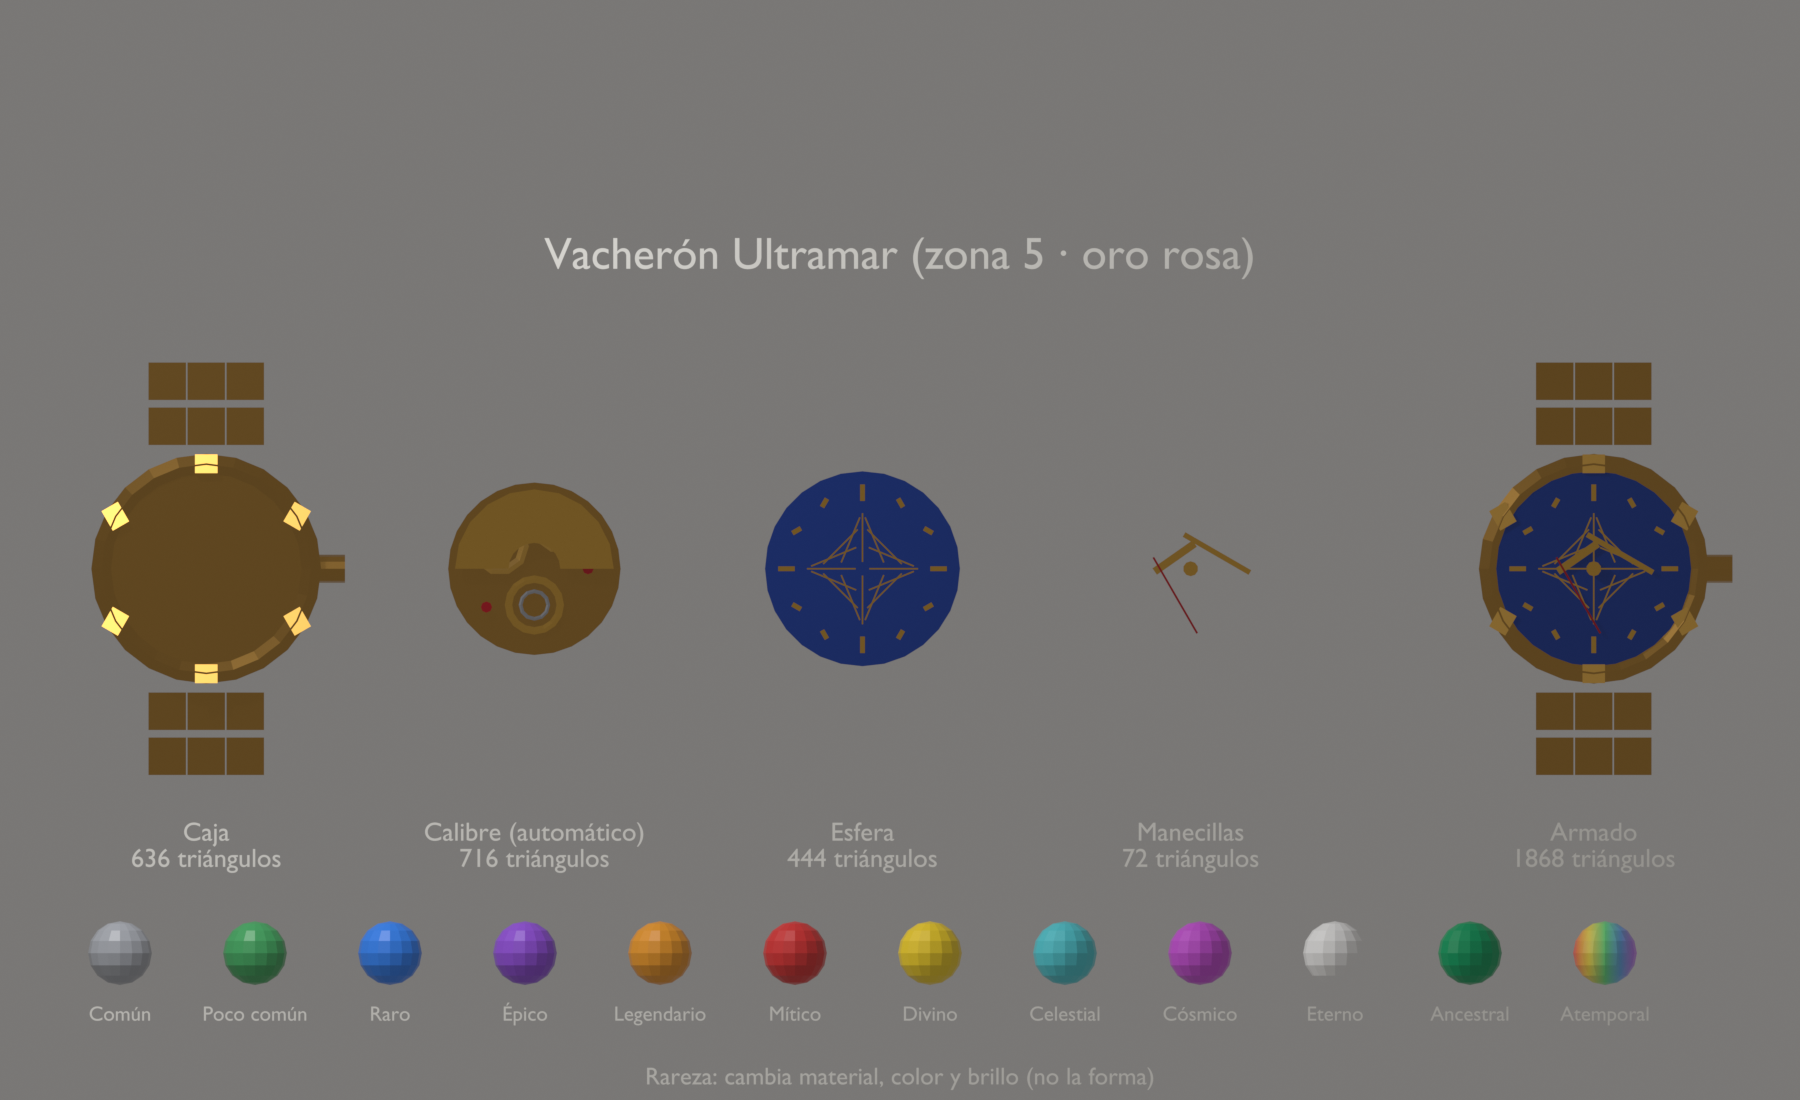 Vacherón Ultramar (zona 5 · oro rosa)
Caja
636 triángulos
Calibre (automático)
716 triángulos
Esfera
444 triángulos
Manecillas
72 triángulos
Armado
1868 triángulos
Común
Poco común
Raro
Épico
Legendario
Mítico
Divino
Celestial
Cósmico
Eterno
Ancestral
Atemporal
Rareza: cambia material, color y brillo (no la forma)